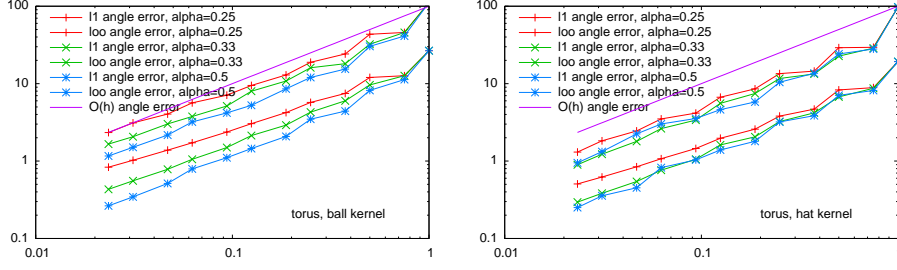 100
10
1
0.1
0.01
0.1
1
l1 angle error, alpha=0.25
loo angle error, alpha=0.25
l1 angle error, alpha=0.33
loo angle error, alpha=0.33
l1 angle error, alpha=0.5
loo angle error, alpha=0.5
O(h) angle error
torus, ball kernel
100
10
1
0.1
0.01
0.1
l1 angle error, alpha=0.25
loo angle error, alpha=0.25
l1 angle error, alpha=0.33
loo angle error, alpha=0.33
l1 angle error, alpha=0.5
loo angle error, alpha=0.5
O(h) angle error
torus, hat kernel